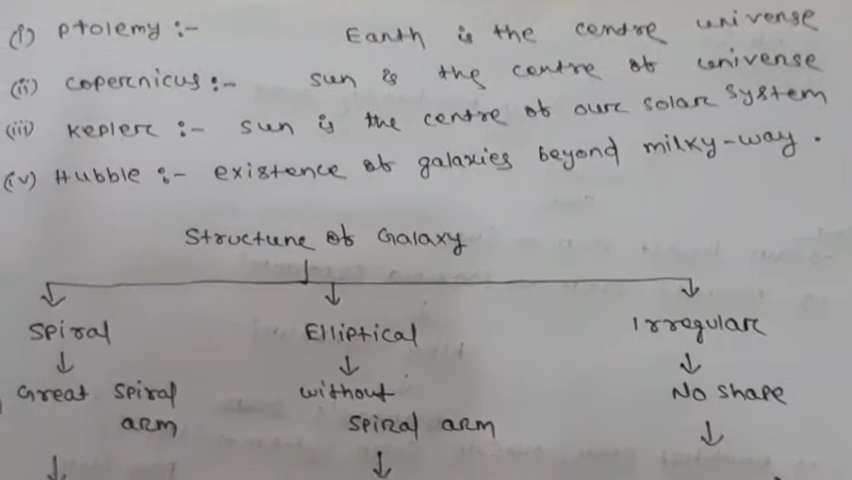 (i) Ptolemy :- Earth is the centre universe
(ii) Copernicus :- Sun is the centre of universe
(iii) Kepler :- Sun is the centre of our solar system
(iv) Hubble :- existence of galaxies beyond milky-way.
Structure of Galaxy
Spiral Elliptical Irregular
Great spiral without No shape
arm spiral arm